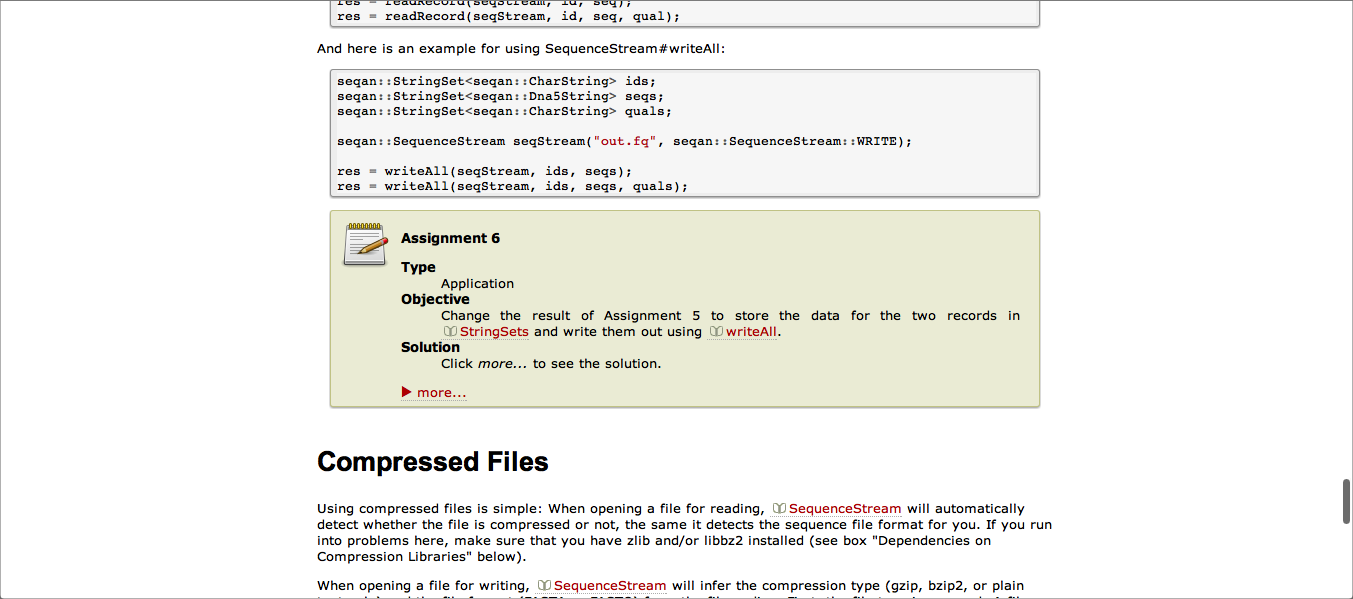 res = readRecord(seqStream, id, seq);
res = readRecord(seqStream, id, seq, qual);
And here is an example for using SequenceStream#writeAll:
seqan::StringSet<seqan::CharString> ids;
seqan::StringSet<seqan::Dna5String> seqs;
seqan::StringSet<seqan::CharString> quals;
seqan::SequenceStream seqStream("out.fq", seqan::SequenceStream::WRITE);
res = writeAll(seqStream, ids, seqs);
res = writeAll(seqStream, ids, seqs, quals);
Assignment 6
Type
Application
Objective
Change the result of Assignment 5 to store the data for the two records in
StringSets and write them out using writeAll.
Solution
Click more... to see the solution.
more...
Compressed Files
Using compressed files is simple: When opening a file for reading, SequenceStream will automatically
detect whether the file is compressed or not, the same it detects the sequence file format for you. If you run
into problems here, make sure that you have zlib and/or libbz2 installed (see box "Dependencies on
Compression Libraries" below).
When opening a file for writing, SequenceStream will infer the compression type (gzip, bzip2, or plain